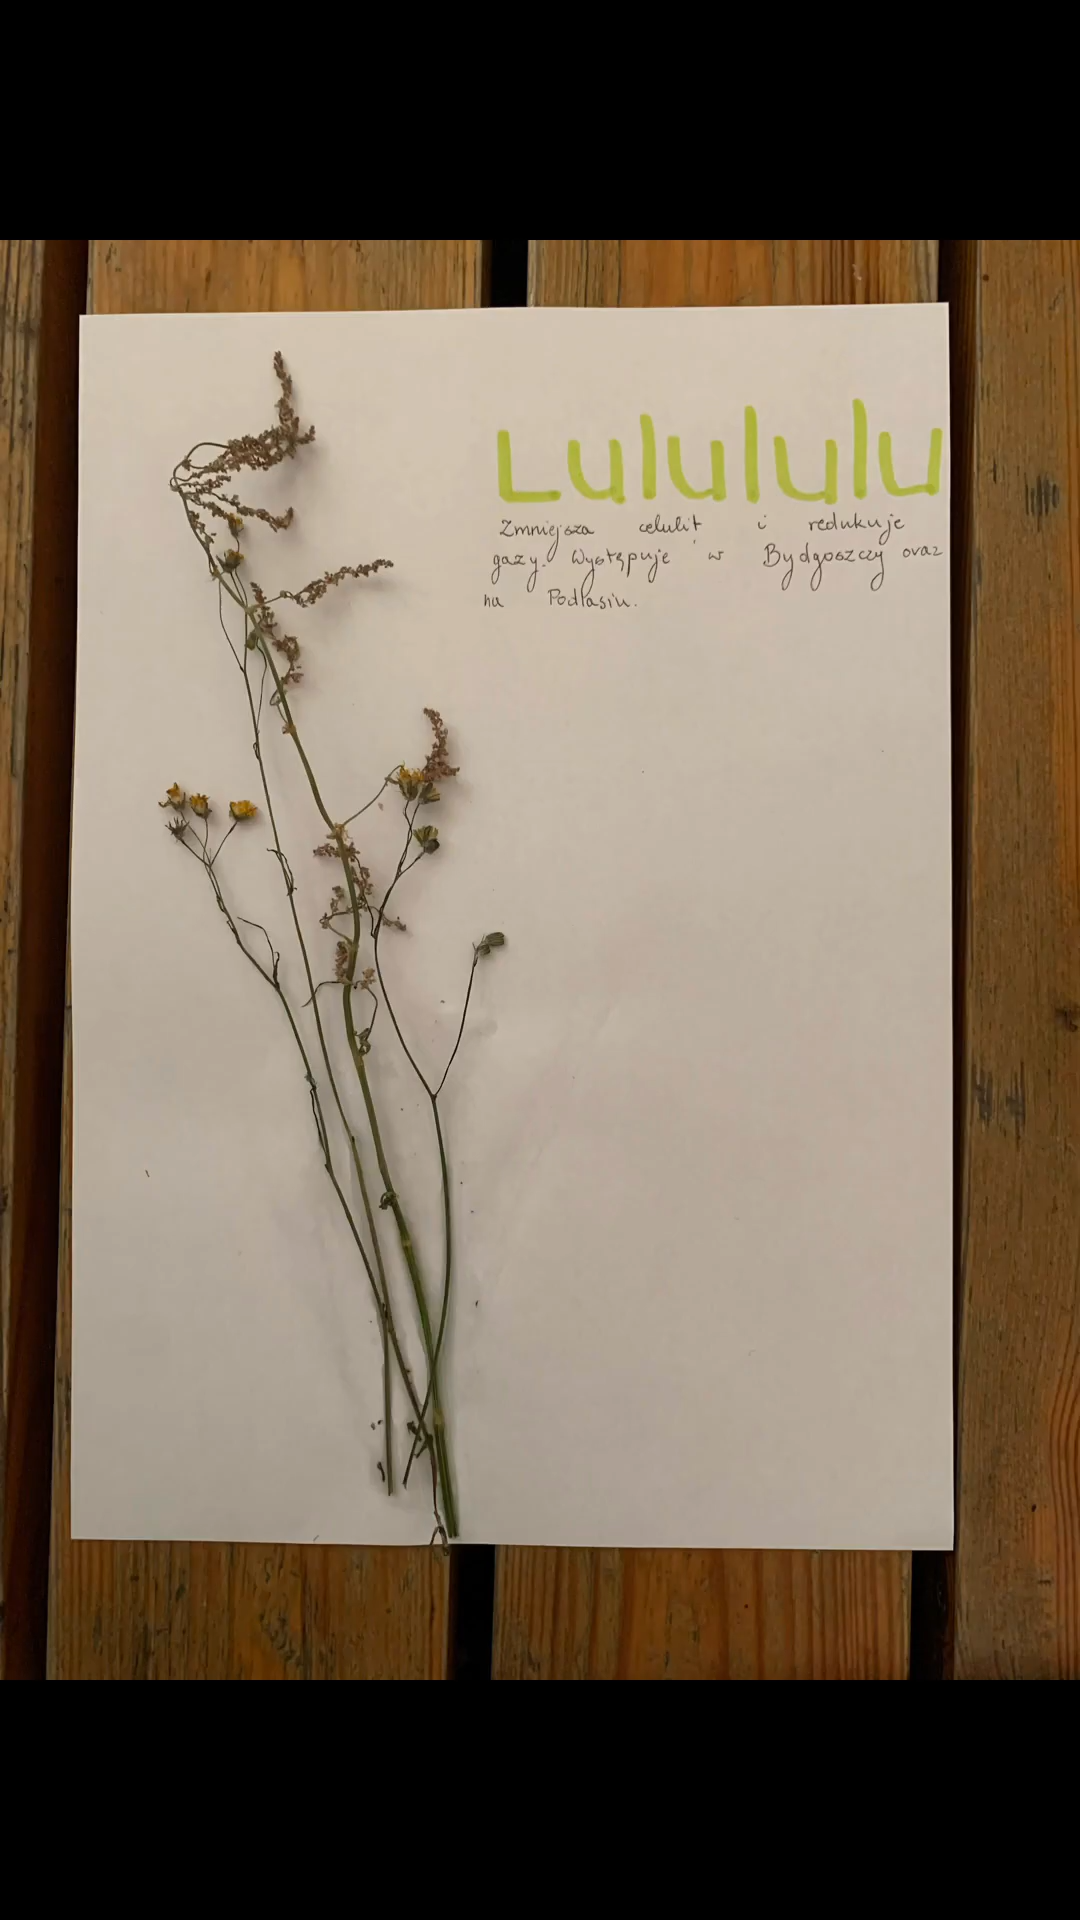 Lulululu
Zmniejsza celulit i redukuje
gazy. Występuje w Bydgoszczy oraz
na Podlasiu.